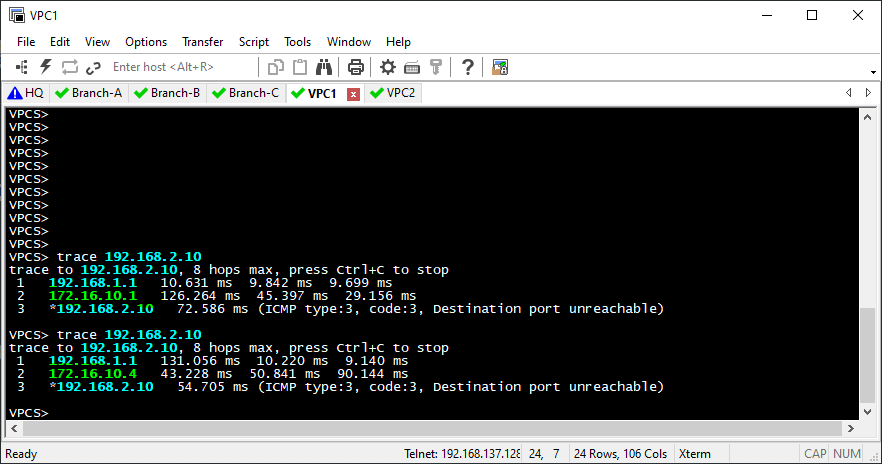 VPC1
File Edit View Options Transfer Script Tools Window Help
Enter host <Alt+R>
HQ Branch-A Branch-B Branch-C VPC1 VPC2
VPCS>
VPCS>
VPCS>
VPCS>
VPCS>
VPCS>
VPCS>
VPCS>
VPCS>
VPCS>
VPCS>
VPCS> trace 192.168.2.10
trace to 192.168.2.10, 8 hops max, press Ctrl+C to stop
1 192.168.1.1 10.631 ms 9.842 ms 9.699 ms
2 172.16.10.1 126.264 ms 45.397 ms 29.156 ms
3 *192.168.2.10 72.586 ms (ICMP type:3, code:3, Destination port unreachable)
VPCS> trace 192.168.2.10
trace to 192.168.2.10, 8 hops max, press Ctrl+C to stop
1 192.168.1.1 131.056 ms 10.220 ms 9.140 ms
2 172.16.10.4 43.228 ms 50.841 ms 90.144 ms
3 *192.168.2.10 54.705 ms (ICMP type:3, code:3, Destination port unreachable)
VPCS>
Ready Telnet: 192.168.137.128 24, 7 24 Rows, 106 Cols Xterm CAP NUM